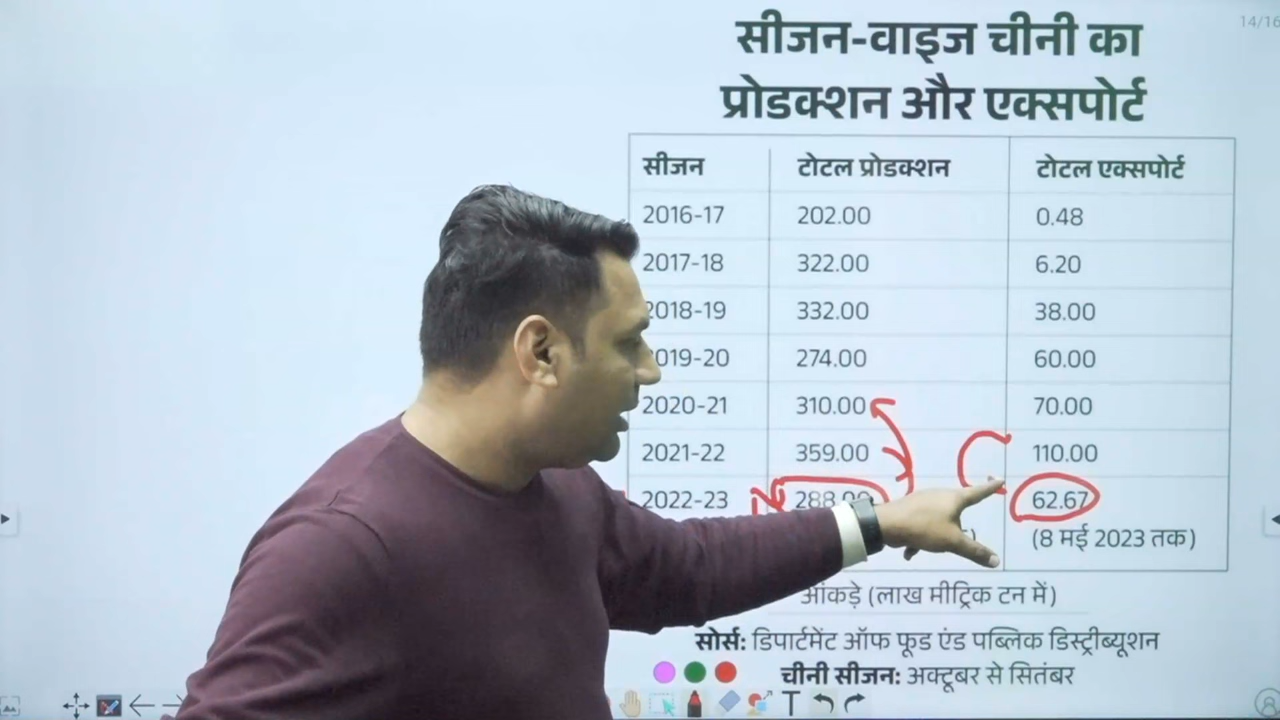 14/16
सीजन-वाइज चीनी का
प्रोडक्शन और एक्सपोर्ट
सीजन टोटल प्रोडक्शन टोटल एक्सपोर्ट
2016-17 202.00 0.48
2017-18 322.00 6.20
2018-19 332.00 38.00
2019-20 274.00 60.00
2020-21 310.00 70.00
2021-22 359.00 110.00
2022-23 288.00 62.67
(8 मई 2023 तक)
आंकड़े (लाख मीट्रिक टन में)
सोर्स: डिपार्टमेंट ऑफ फूड एंड पब्लिक डिस्ट्रीब्यूशन
चीनी सीजन: अक्टूबर से सितंबर